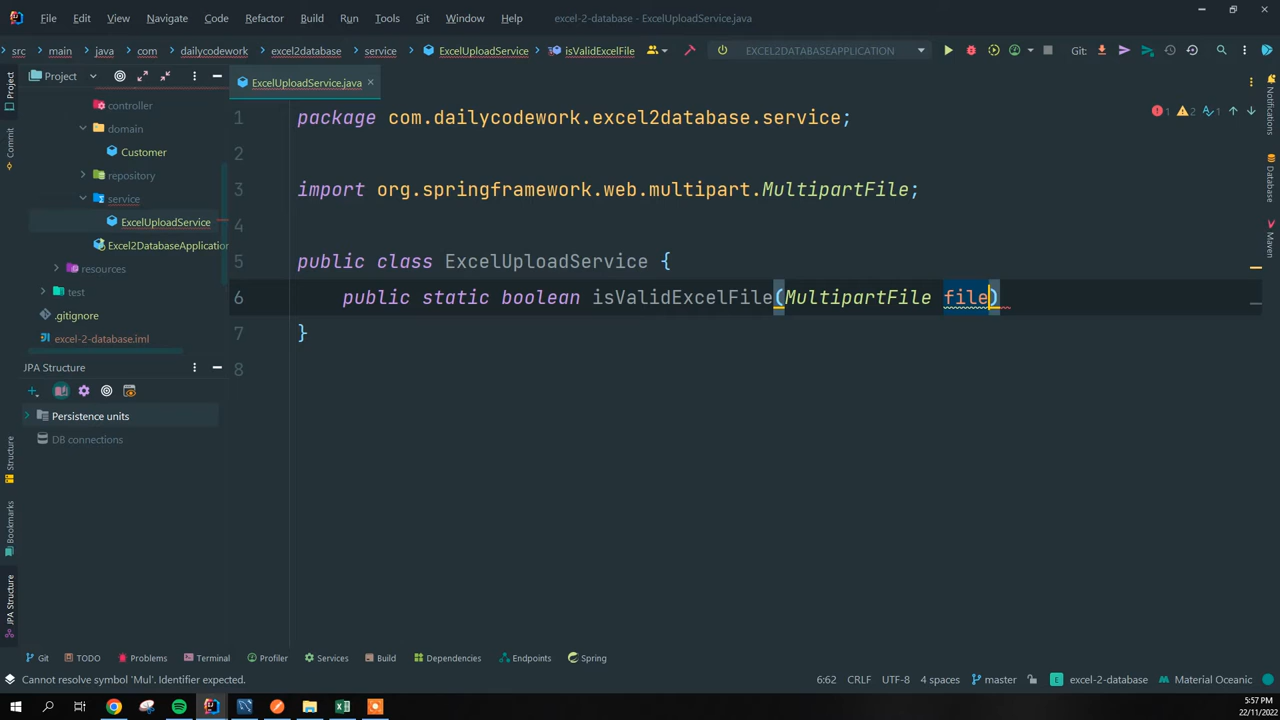 File Edit View Navigate Code Refactor Build Run Tools Git Window Help excel-2-database - ExcelUploadService.java
src main java com dailycodework excel2database service ExcelUploadService isValidExcelFile EXCEL2DATABASEAPPLICATION Git:
Project ExcelUploadService.java
controller
domain
Customer
repository
service
ExcelUploadService
Excel2DatabaseApplication
resources
test
.gitignore
excel-2-database.iml
JPA Structure
Persistence units
DB connections
1 package com.dailycodework.excel2database.service;
2
3 import org.springframework.web.multipart.MultipartFile;
4
5 public class ExcelUploadService {
6 public static boolean isValidExcelFile(MultipartFile file)
7 }
8
1 2 1
Project
Commit
Structure
Bookmarks
JPA Structure
Notifications
Database
Maven
Git TODO Problems Terminal Profiler Services Build Dependencies Endpoints Spring
Cannot resolve symbol 'Mul'. Identifier expected. 6:62 CRLF UTF-8 4 spaces master excel-2-database Material Oceanic
5:57 PM
22/11/2022